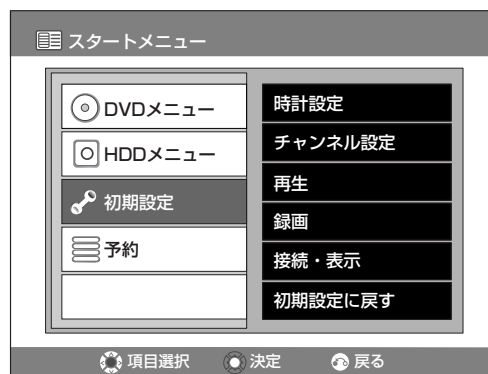 スタートメニュー
DVDメニュー
HDDメニュー
初期設定
予約
時計設定
チャンネル設定
再生
録画
接続・表示
初期設定に戻す
項目選択 決定 戻る